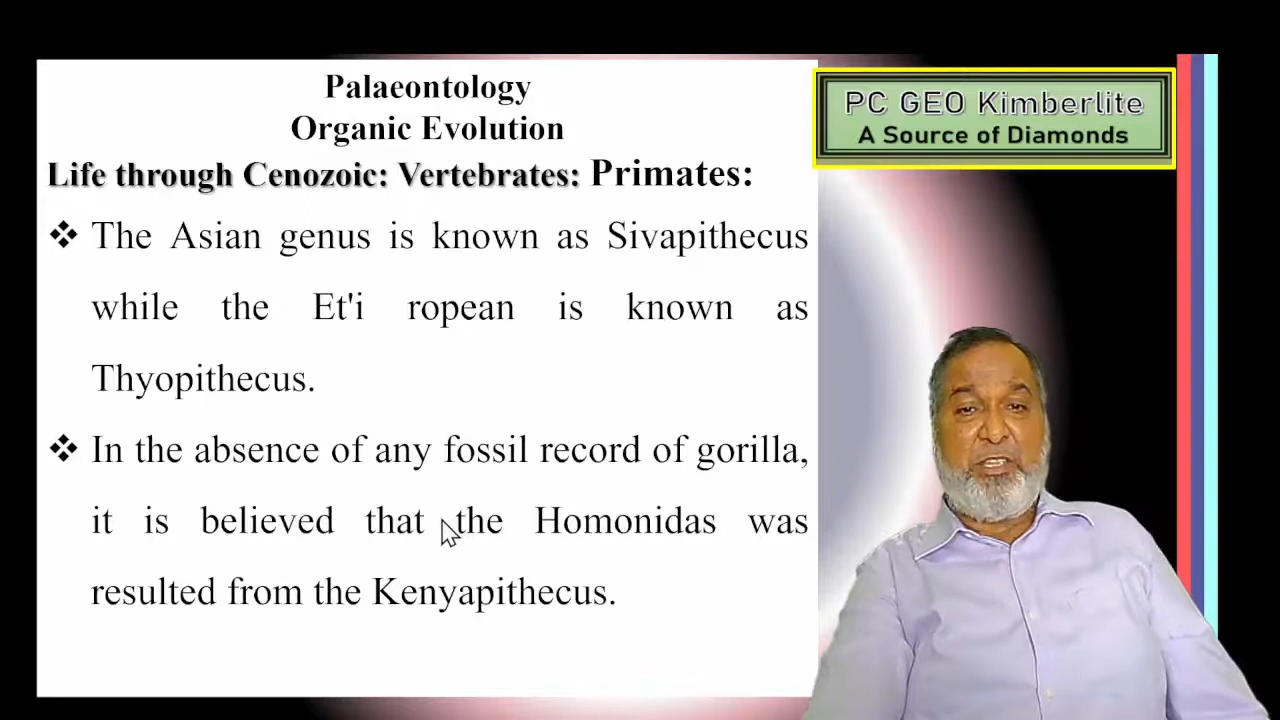 Palaeontology
Organic Evolution
Life through Cenozoic: Vertebrates: Primates:
❖ The Asian genus is known as Sivapithecus
while the Et'i ropean is known as
Thyopithecus.
❖ In the absence of any fossil record of gorilla,
it is believed that the Homonidas was
resulted from the Kenyapithecus.
PC GEO Kimberlite
A Source of Diamonds